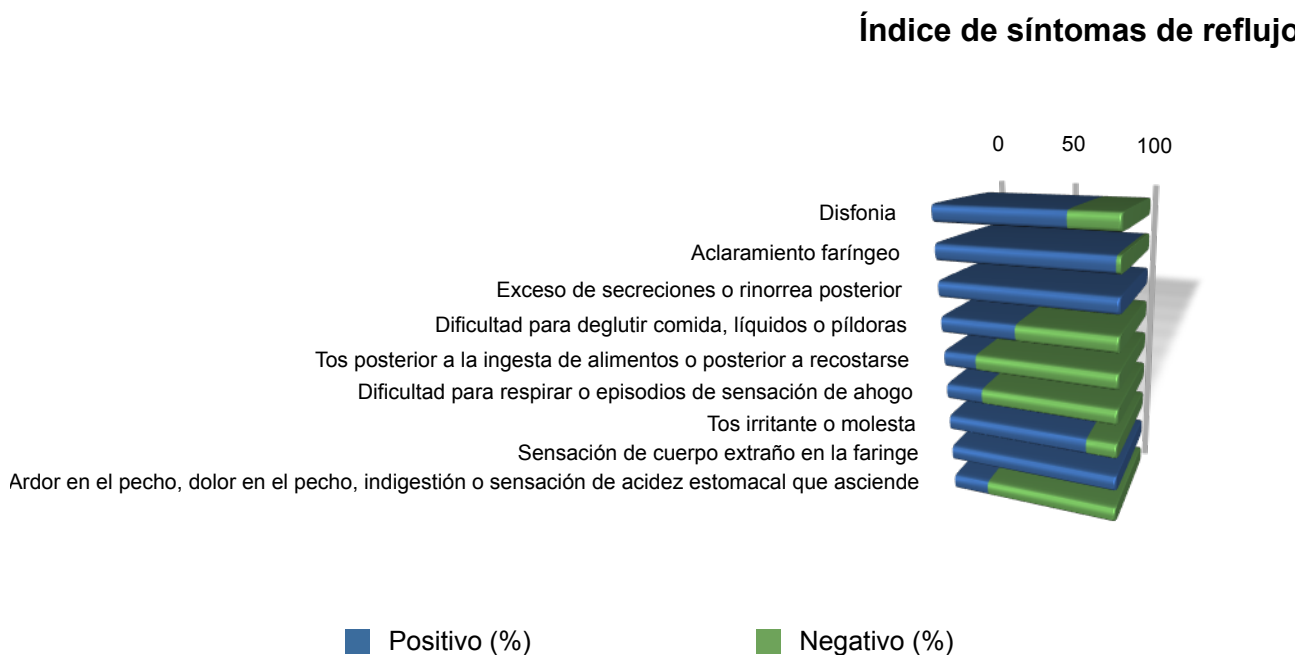 Índice de síntomas de reflujo
0 50 100
Disfonia
Aclaramiento faríngeo
Exceso de secreciones o rinorrea posterior
Dificultad para deglutir comida, líquidos o píldoras
Tos posterior a la ingesta de alimentos o posterior a recostarse
Dificultad para respirar o episodios de sensación de ahogo
Tos irritante o molesta
Sensación de cuerpo extraño en la faringe
Ardor en el pecho, dolor en el pecho, indigestión o sensación de acidez estomacal que asciende
Positivo (%) Negativo (%)